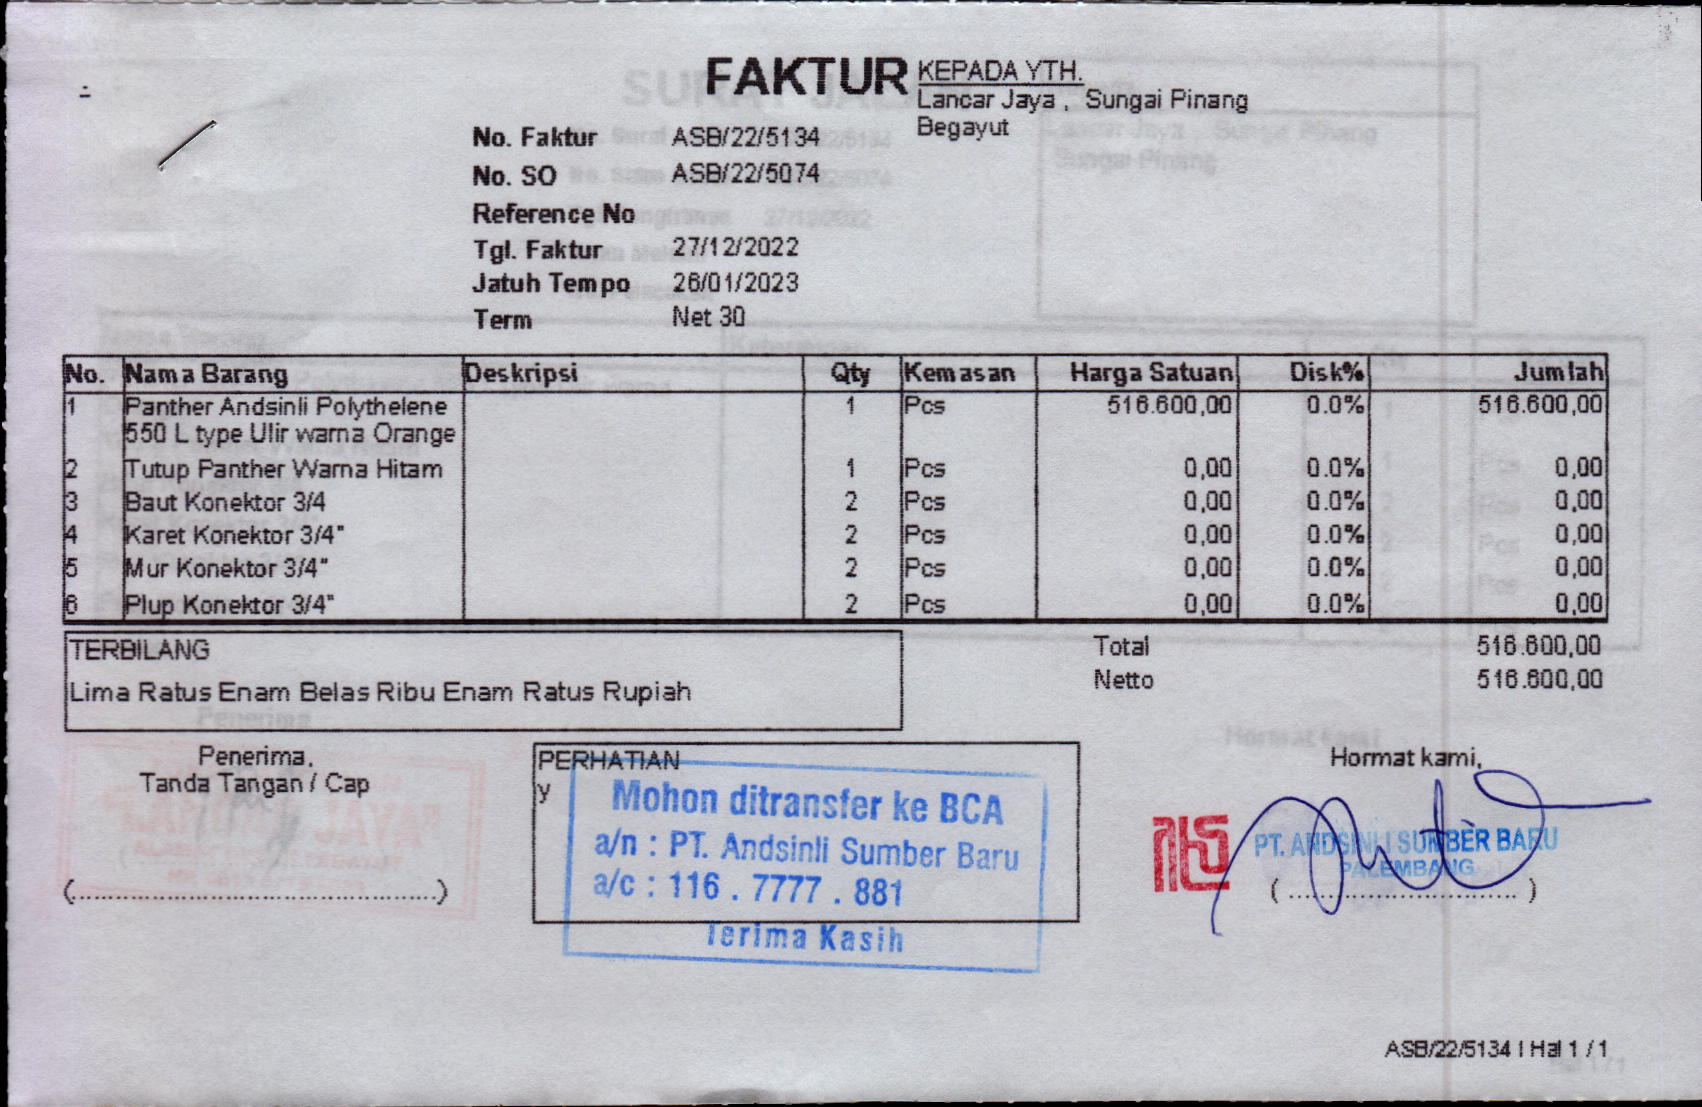 FAKTUR
KEPADA YTH.
Lancar Jaya , Sungai Pinang
Begayut
No. Faktur ASB/22/5134
No. SO ASB/22/5074
Reference No
Tgl. Faktur 27/12/2022
Jatuh Tempo 26/01/2023
Term Net 30
No. Nama Barang Deskripsi Qty Kemasan Harga Satuan Disk% Jumlah
1 Panther Andsinli Polythelene 1 Pcs 516.600,00 0.0% 516.600,00
550 L type Ulir warna Orange
2 Tutup Panther Warna Hitam 1 Pcs 0,00 0.0% 0,00
3 Baut Konektor 3/4 2 Pcs 0,00 0.0% 0,00
4 Karet Konektor 3/4" 2 Pcs 0,00 0.0% 0,00
5 Mur Konektor 3/4" 2 Pcs 0,00 0.0% 0,00
6 Plup Konektor 3/4" 2 Pcs 0,00 0.0% 0,00
TERBILANG
Lima Ratus Enam Belas Ribu Enam Ratus Rupiah
Total 516.600,00
Netto 516.600,00
Penerima,
Tanda Tangan / Cap
(..........................................)
PERHATIAN
y
Mohon ditransfer ke BCA
a/n : PT. Andsinli Sumber Baru
a/c : 116 . 7777 . 881
Terima Kasih
Hormat kami,
PT. ANDSINLI SUMBER BARU
PALEMBANG
( .............................. )
ASB/22/5134 | Hal 1 / 1